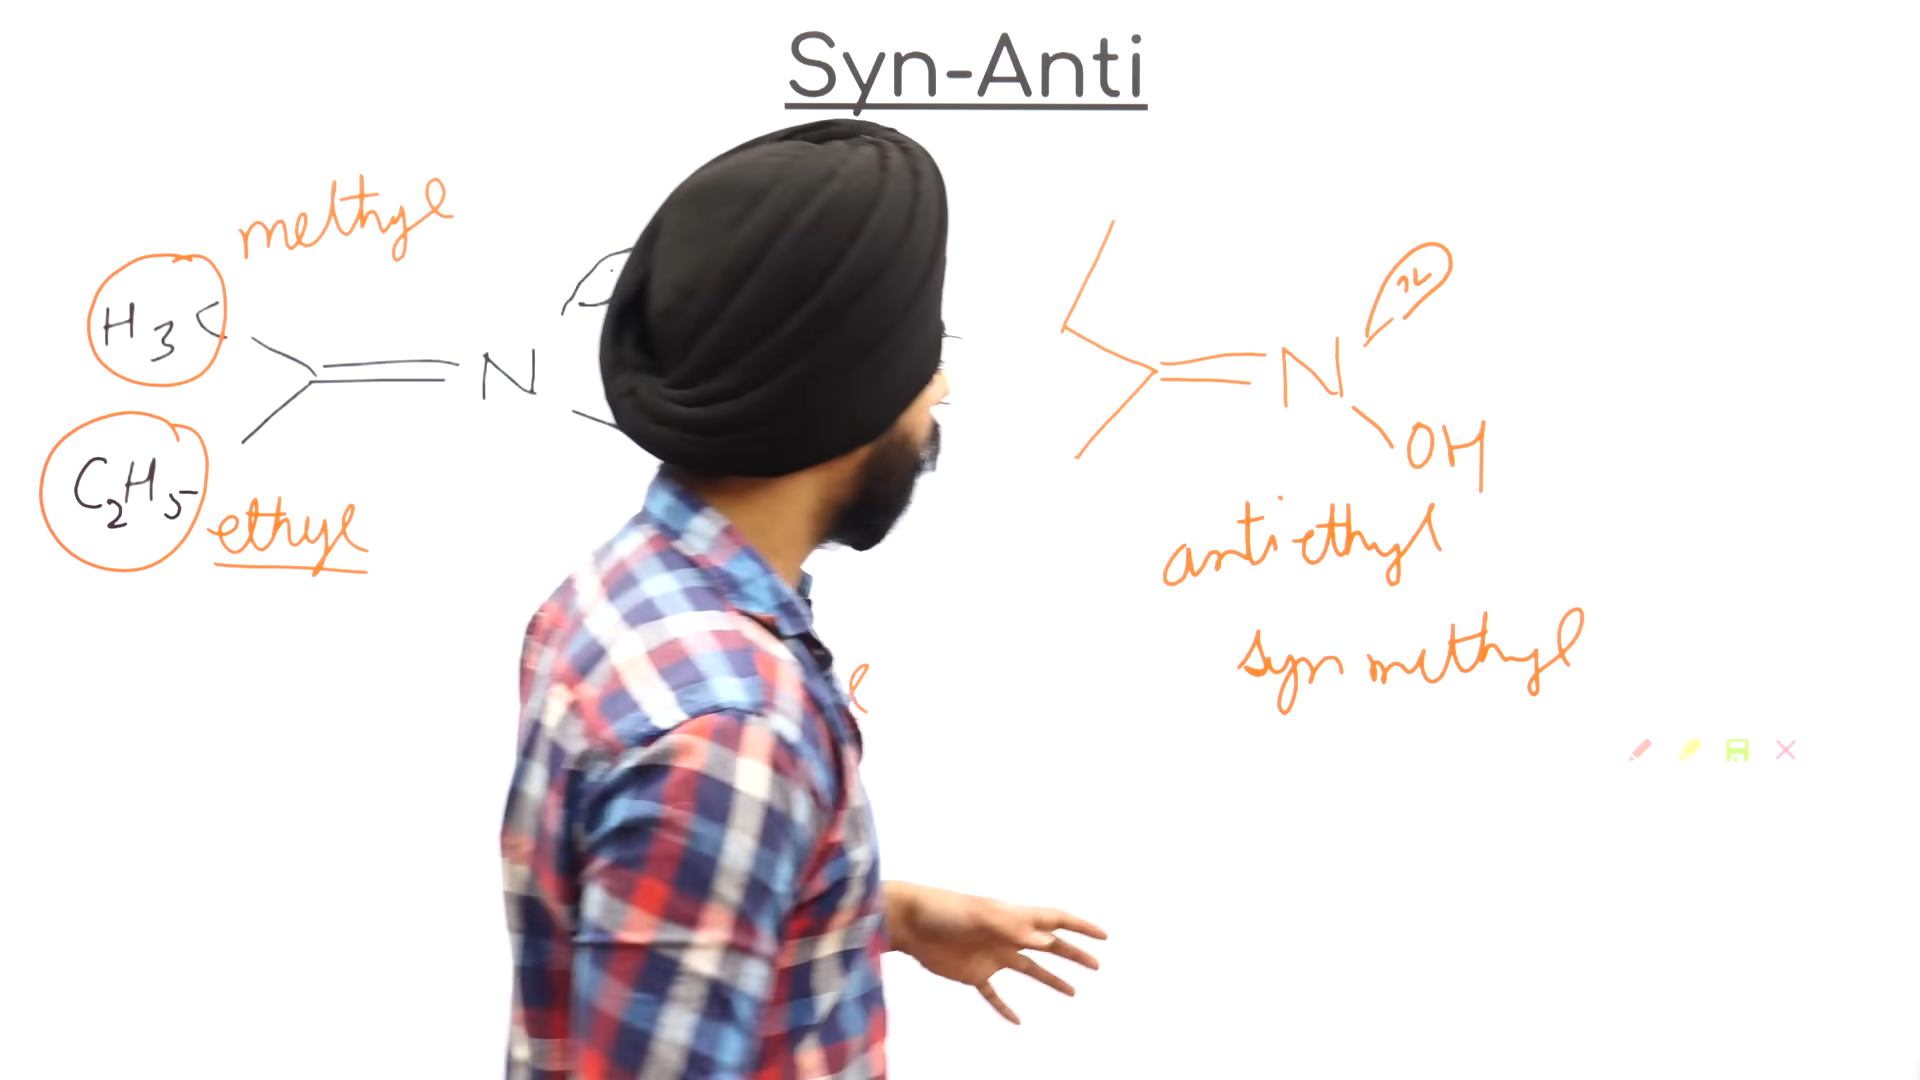 Syn-Anti
methyl
H3C
N
C2H5
ethyl
N
OH
anti ethyl
syn methyl